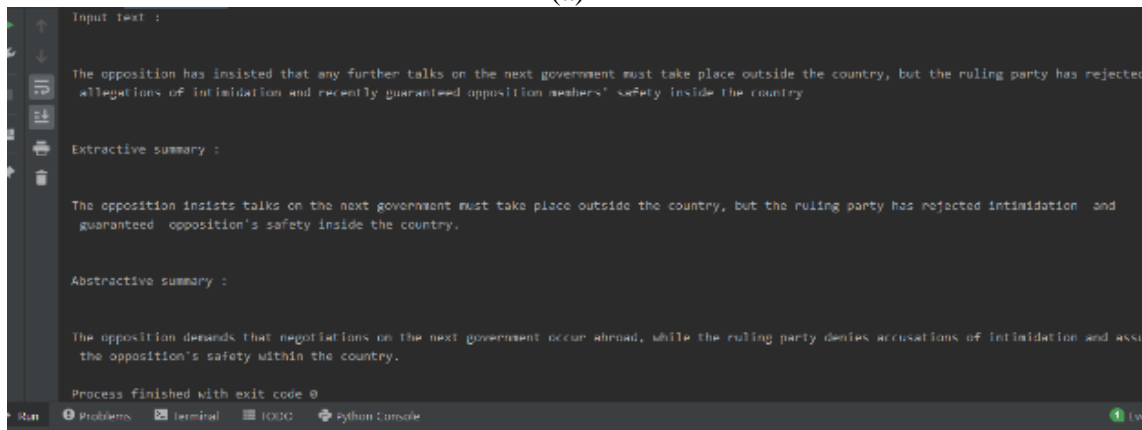 Input text :
The opposition has insisted that any further talks on the next government must take place outside the country, but the ruling party has rejected
allegations of intimidation and recently guaranteed opposition members' safety inside the country
Extractive summary :
The opposition insists talks on the next government must take place outside the country, but the ruling party has rejected intimidation and
guaranteed opposition's safety inside the country.
Abstractive summary :
The opposition demands that negotiations on the next government occur abroad, while the ruling party denies accusations of intimidation and
the opposition's safety within the country.
Process finished with exit code 0
Run Problems Terminal TODO Python Console 1